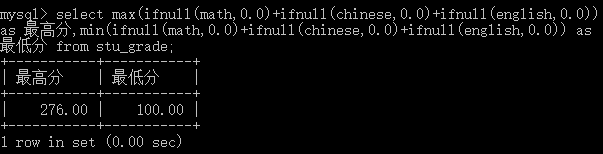 mysql> select max(ifnull(math,0.0)+ifnull(chinese,0.0)+ifnull(english,0.0))
as 最高分,min(ifnull(math,0.0)+ifnull(chinese,0.0)+ifnull(english,0.0)) as
最低分 from stu_grade;
+-----------+-----------+
| 最高分 | 最低分 |
+-----------+-----------+
| 276.00 | 100.00 |
+-----------+-----------+
1 row in set (0.00 sec)